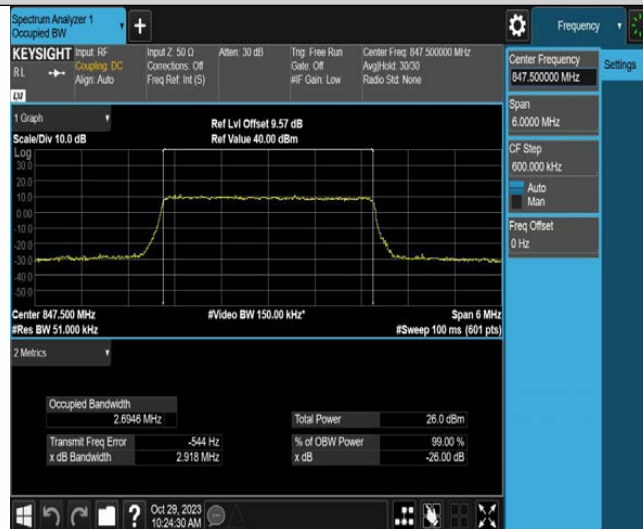 Spectrum Analyzer 1
Occupied BW
Frequency
KEYSIGHT
R L
LXI
Input: RF
Coupling: DC
Align: Auto
Input Z: 50 Ω
Corrections: Off
Freq Ref: Int (S)
Atten: 30 dB
Trig: Free Run
Gate: Off
#IF Gain: Low
Center Freq: 847.500000 MHz
Avg|Hold: 30/30
Radio Std: None
Center Frequency
847.500000 MHz
Settings
Span
6.0000 MHz
CF Step
600.000 kHz
Auto
Man
Freq Offset
0 Hz
1 Graph
Scale/Div 10.0 dB
Ref Lvl Offset 9.57 dB
Ref Value 40.00 dBm
Log
30.0
20.0
10.0
0.00
-10.0
-20.0
-30.0
-40.0
-50.0
Center 847.500 MHz
#Res BW 51.000 kHz
#Video BW 150.00 kHz*
Span 6 MHz
#Sweep 100 ms (601 pts)
2 Metrics
Occupied Bandwidth
2.6946 MHz
Total Power 26.0 dBm
Transmit Freq Error -544 Hz
% of OBW Power 99.00 %
x dB Bandwidth 2.918 MHz
x dB -26.00 dB
Oct 29, 2023
10:24:30 AM